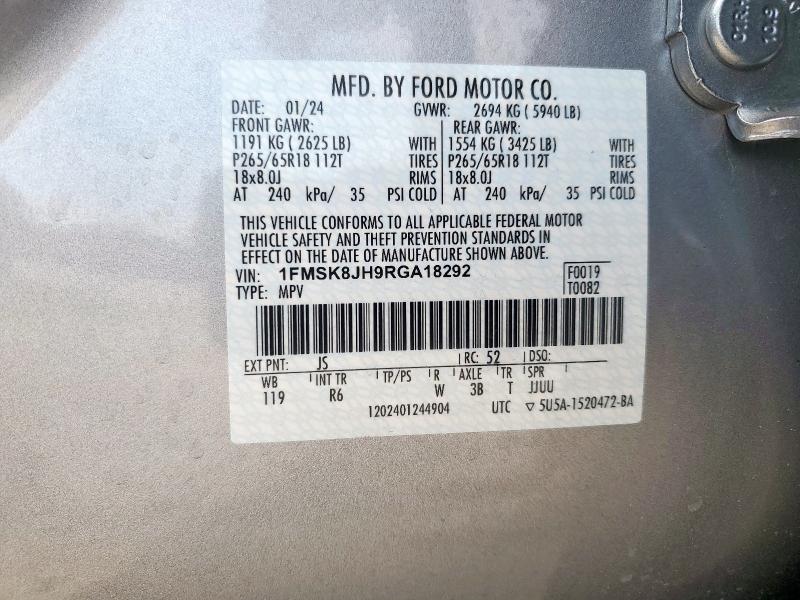 MFD. BY FORD MOTOR CO.
DATE: 01/24 GVWR: 2694 KG ( 5940 LB)
FRONT GAWR: REAR GAWR:
1191 KG ( 2625 LB) WITH 1554 KG ( 3425 LB) WITH
P265/65R18 112T TIRES P265/65R18 112T TIRES
18x8.0J RIMS 18x8.0J RIMS
AT 240 kPa/ 35 PSI COLD AT 240 kPa/ 35 PSI COLD
THIS VEHICLE CONFORMS TO ALL APPLICABLE FEDERAL MOTOR
VEHICLE SAFETY AND THEFT PREVENTION STANDARDS IN
EFFECT ON THE DATE OF MANUFACTURE SHOWN ABOVE.
VIN: 1FMSK8JH9RGA18292 F0019
TYPE: MPV T0082
EXT PNT: JS RC: 52 DSO:
WB INT TR TP/PS R AXLE TR SPR
119 R6 W 3B T JJUU
1202401244904 UTC ▽ 5U5A-1520472-BA
10.9